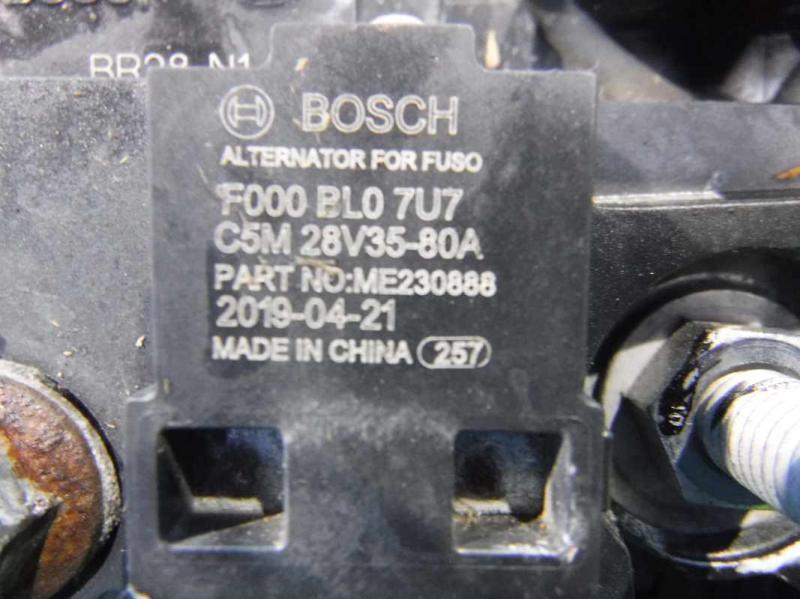 BR28-N1
BOSCH
ALTERNATOR FOR FUSO
F000 BL0 7U7
C5M 28V35-80A
PART NO:ME230888
2019-04-21
MADE IN CHINA 257
10